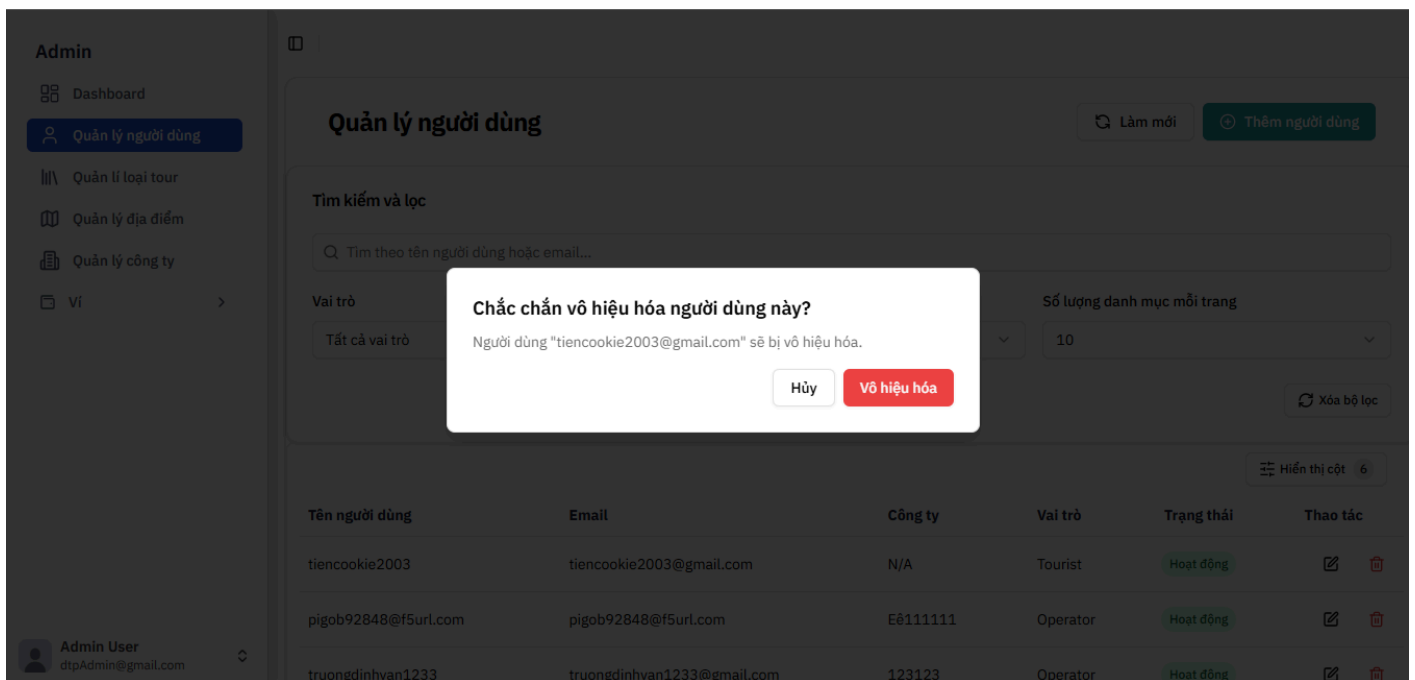 Admin
Dashboard
Quản lý người dùng
Quản lí loại tour
Quản lý địa điểm
Quản lý công ty
Ví
Admin User
dtpAdmin@gmail.com
Quản lý người dùng
Làm mới
Thêm người dùng
Tìm kiếm và lọc
Tìm theo tên người dùng hoặc email...
Vai trò
Số lượng danh mục mỗi trang
Tất cả vai trò
10
Chắc chắn vô hiệu hóa người dùng này?
Người dùng "tiencookie2003@gmail.com" sẽ bị vô hiệu hóa.
Hủy
Vô hiệu hóa
Xóa bộ lọc
Hiển thị cột 6
Tên người dùng Email Công ty Vai trò Trạng thái Thao tác
tiencookie2003 tiencookie2003@gmail.com N/A Tourist Hoạt động
pigob92848@f5url.com pigob92848@f5url.com Eê111111 Operator Hoạt động
truongdinhvan1233 truongdinhvan1233@gmail.com 123123 Operator Hoạt động